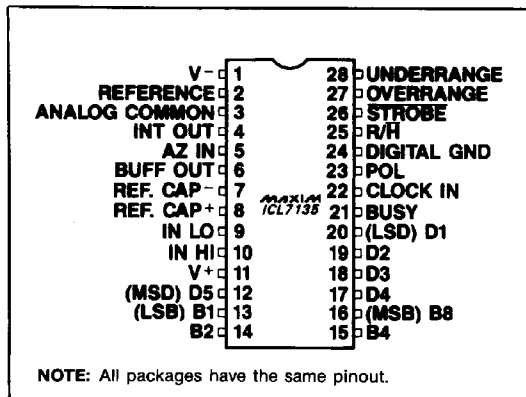 V- 1
REFERENCE 2
ANALOG COMMON 3
INT OUT 4
AZ IN 5
BUFF OUT 6
REF. CAP- 7
REF. CAP+ 8
IN LO 9
IN HI 10
V+ 11
(MSD) D5 12
(LSB) B1 13
B2 14
MAXIM
ICL7135
28 UNDERRANGE
27 OVERRANGE
26 STROBE
25 R/H
24 DIGITAL GND
23 POL
22 CLOCK IN
21 BUSY
20 (LSD) D1
19 D2
18 D3
17 D4
16 (MSB) B8
15 B4
NOTE: All packages have the same pinout.